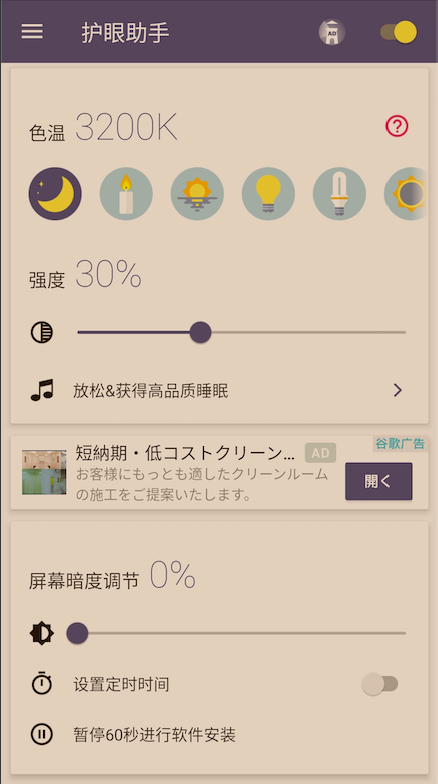 护眼助手
AD
色温 3200K
强度 30%
放松&获得高品质睡眠
谷歌广告
短納期・低コストクリーン... AD
お客様にもっとも適したクリーンルーム
の施工をご提案いたします。
開く
屏幕暗度调节 0%
设置定时时间
暂停60秒进行软件安装